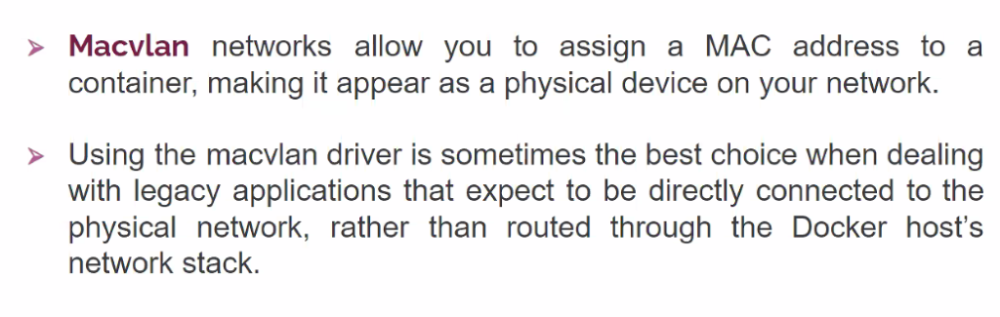 ➢ Macvlan networks allow you to assign a MAC address to a
container, making it appear as a physical device on your network.
➢ Using the macvlan driver is sometimes the best choice when dealing
with legacy applications that expect to be directly connected to the
physical network, rather than routed through the Docker host’s
network stack.